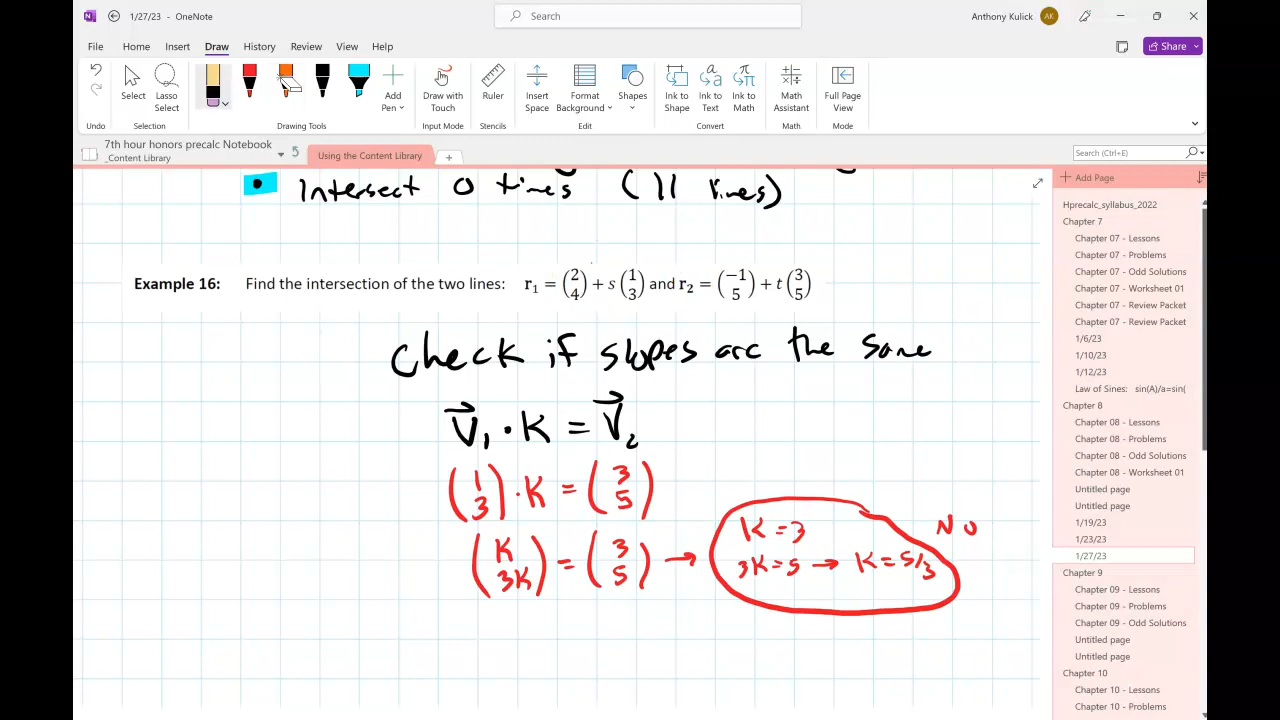 1/27/23 - OneNote
Search
Anthony Kulick AK
File Home Insert Draw History Review View Help
Share
Undo
Select
Lasso Select
Add Pen
Draw with Touch
Ruler
Insert Space
Format Background
Shapes
Ink to Shape
Ink to Text
Ink to Math
Math Assistant
Full Page View
Undo Selection Drawing Tools Input Mode Stencils Edit Convert Math Mode
7th hour honors precalc Notebook
_Content Library
Using the Content Library
Search (Ctrl+E)
• Intersect 0 times (11 lines)
Example 16: Find the intersection of the two lines: r₁ = (2 4) + s (1 3) and r₂ = (−1 5) + t (3 5)
Check if slopes are the same
V₁ · K = V₂
(1 3) · K = (3 5)
(K 3K) = (3 5) →
K = 3
3K = 5 → K = 5/3
NO
Add Page
Hprecalc_syllabus_2022
Chapter 7
Chapter 07 - Lessons
Chapter 07 - Problems
Chapter 07 - Odd Solutions
Chapter 08 - Worksheet 01
Chapter 07 - Review Packet
Chapter 07 - Review Packet
1/6/23
1/10/23
1/12/23
Law of Sines: sin(A)/a=sin(
Chapter 8
Chapter 08 - Lessons
Chapter 08 - Problems
Chapter 08 - Odd Solutions
Chapter 08 - Worksheet 01
Untitled page
Untitled page
1/19/23
1/23/23
1/27/23
Chapter 9
Chapter 09 - Lessons
Chapter 09 - Problems
Chapter 09 - Odd Solutions
Untitled page
Untitled page
Chapter 10
Chapter 10 - Lessons
Chapter 10 - Problems